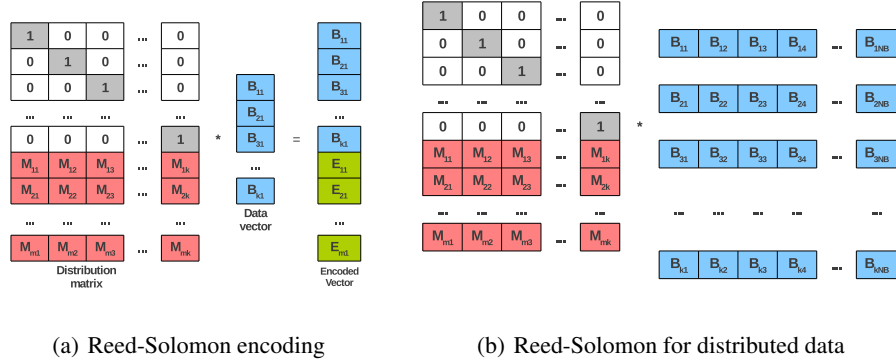 1 0 0 ... 0
0 1 0 ... 0
0 0 1 ... 0
... ... ...
0 0 0 ... 1
M11 M12 M13 ... M1k
M21 M22 M23 ... M2k
... ... ...
Mm1 Mm2 Mm3 ... Mmk
Distribution
matrix
*
B11
B21
B31
...
Bk1
Data
vector
=
B11
B21
B31
...
Bk1
E11
E21
...
Em1
Encoded
Vector
(a) Reed-Solomon encoding
1 0 0 ... 0
0 1 0 ... 0
0 0 1 ... 0
... ... ...
0 0 0 ... 1
M11 M12 M13 ... M1k
M21 M22 M23 ... M2k
... ... ...
Mm1 Mm2 Mm3 ... Mmk
*
B11 B12 B13 B14 ... B1NB
B21 B22 B23 B24 ... B2NB
B31 B32 B33 B34 ... B3NB
... ... ... ... ...
Bk1 Bk2 Bk3 Bk4 ... BkNB
(b) Reed-Solomon for distributed data